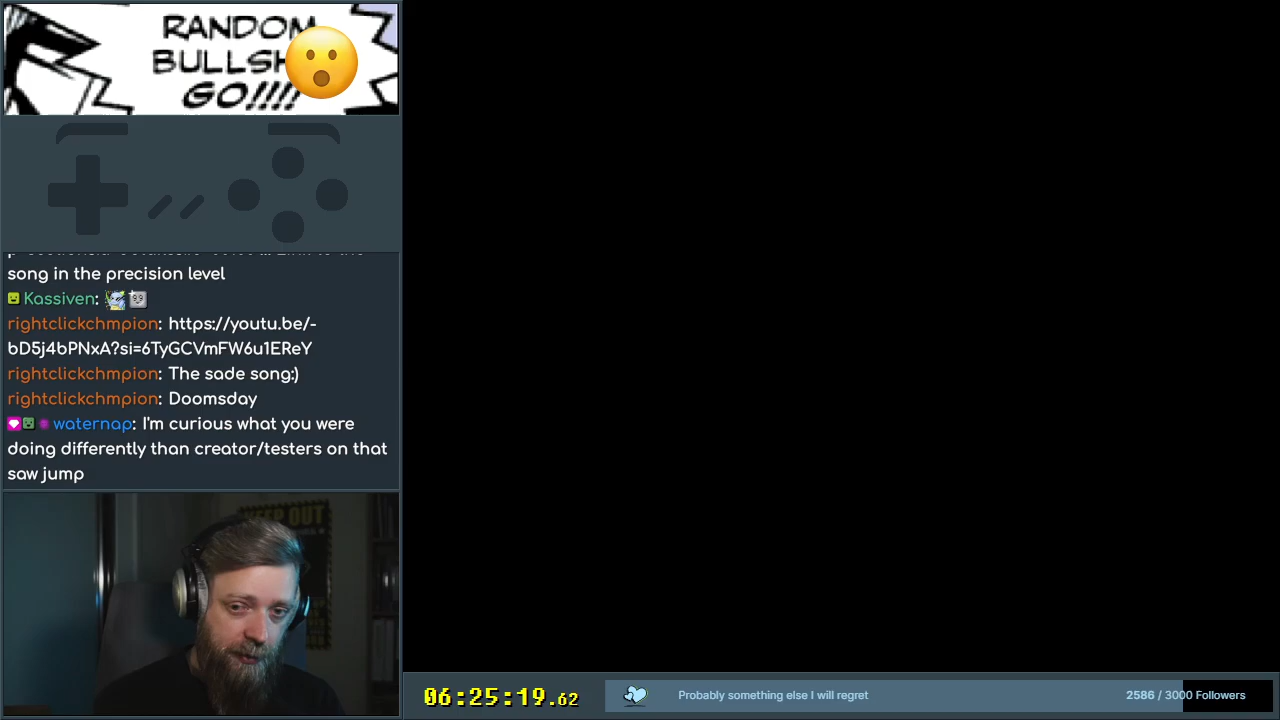 RANDOM
BULLSH
GO!!!!
song in the precision level
Kassiven:
rightclickchmpion: https://youtu.be/-
bD5j4bPNxA?si=6TyGCVmFW6u1EReY
rightclickchmpion: The sade song:)
rightclickchmpion: Doomsday
waternap: I'm curious what you were
doing differently than creator/testers on that
saw jump
KEEP OUT
06:25:19.62
Probably something else I will regret
2586 / 3000 Followers